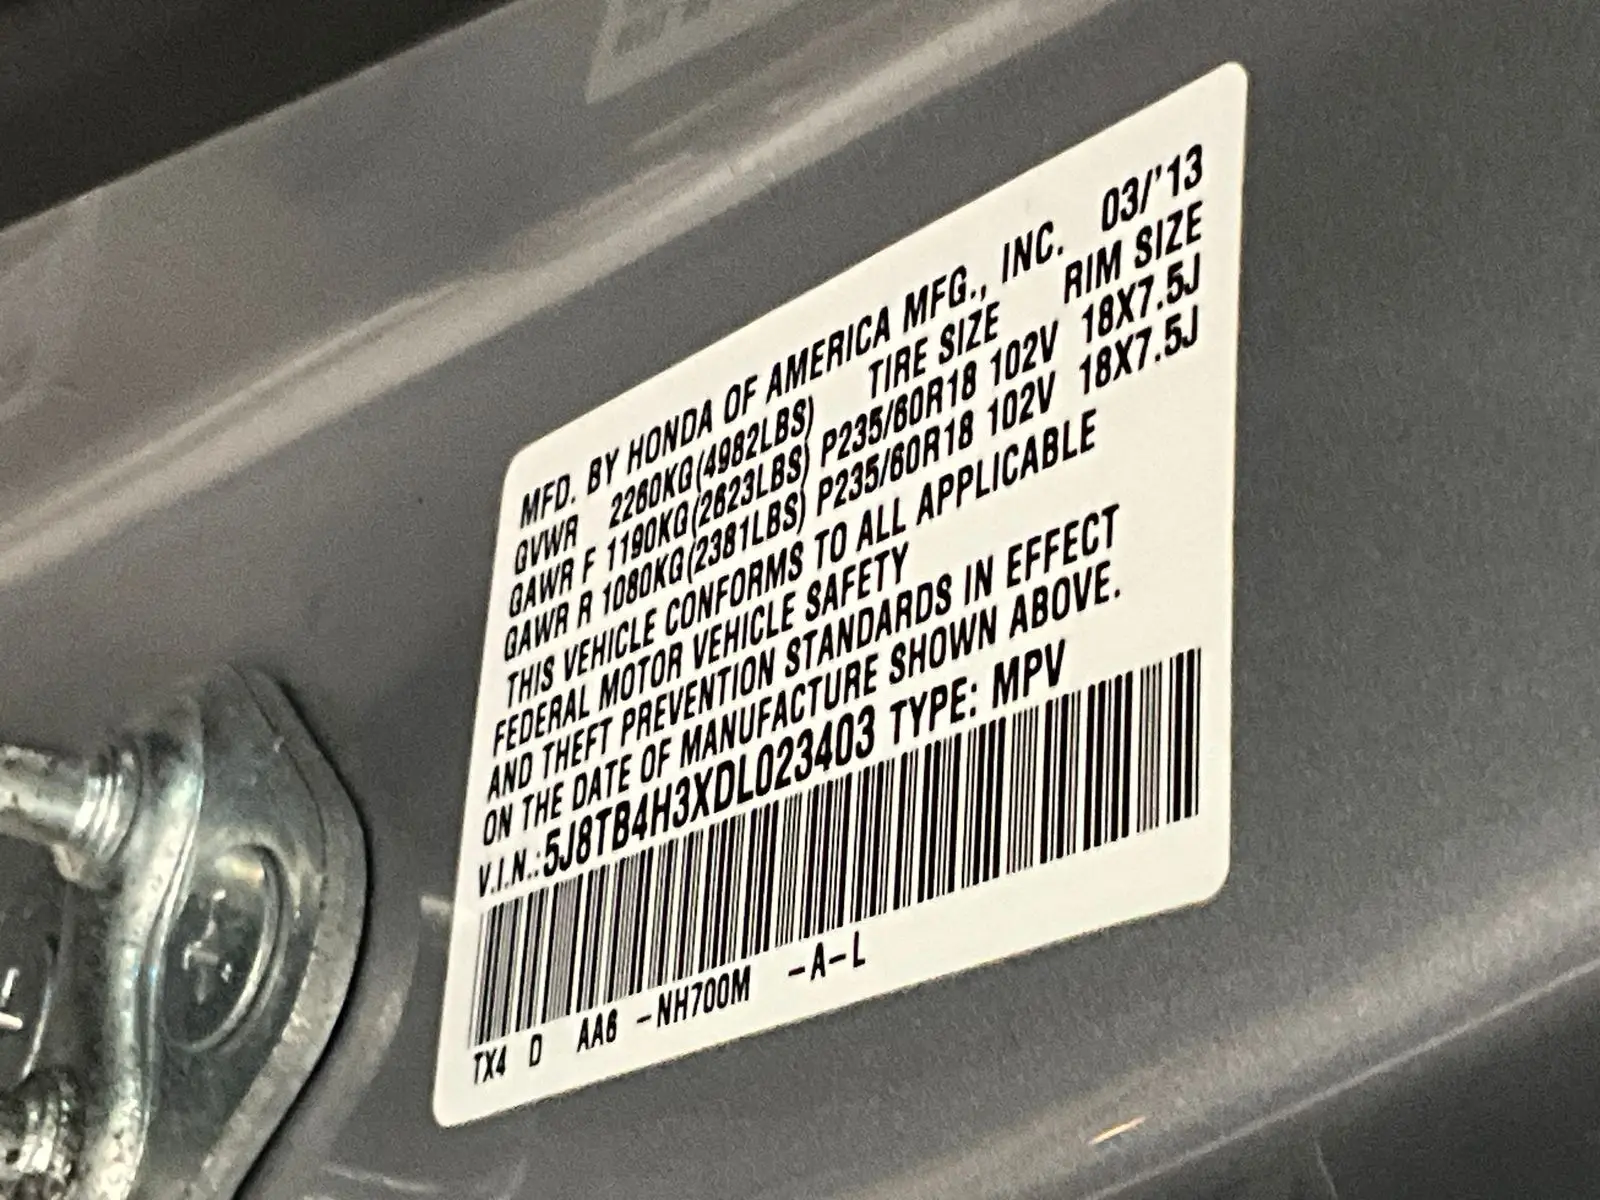 MFD. BY HONDA OF AMERICA MFG., INC. 03/'13
GVWR 2260KG(4982LBS) TIRE SIZE RIM SIZE
GAWR F 1190KG(2623LBS) P235/60R18 102V 18X7.5J
GAWR R 1080KG(2381LBS) P235/60R18 102V 18X7.5J
THIS VEHICLE CONFORMS TO ALL APPLICABLE
FEDERAL MOTOR VEHICLE SAFETY
AND THEFT PREVENTION STANDARDS IN EFFECT
ON THE DATE OF MANUFACTURE SHOWN ABOVE.
V.I.N.:5J8TB4H3XDL023403 TYPE: MPV
TX4 D AA6 -NH700M -A-L